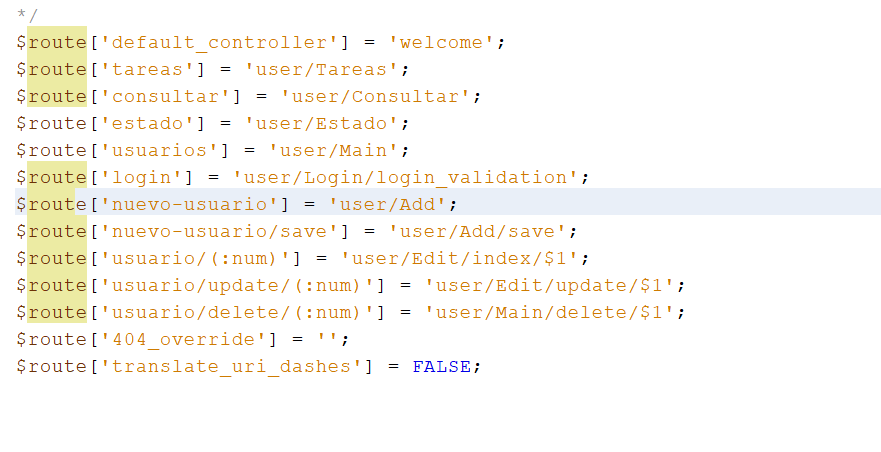 */
$route['default_controller'] = 'welcome';
$route['tareas'] = 'user/Tareas';
$route['consultar'] = 'user/Consultar';
$route['estado'] = 'user/Estado';
$route['usuarios'] = 'user/Main';
$route['login'] = 'user/Login/login_validation';
$route['nuevo-usuario'] = 'user/Add';
$route['nuevo-usuario/save'] = 'user/Add/save';
$route['usuario/(:num)'] = 'user/Edit/index/$1';
$route['usuario/update/(:num)'] = 'user/Edit/update/$1';
$route['usuario/delete/(:num)'] = 'user/Main/delete/$1';
$route['404_override'] = '';
$route['translate_uri_dashes'] = FALSE;